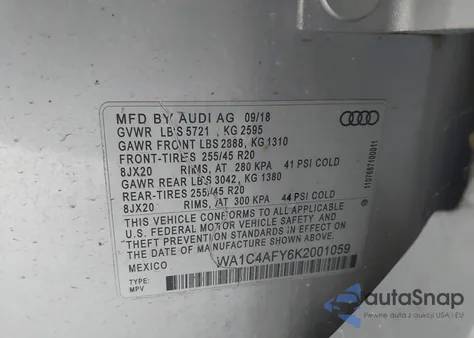 MFD BY AUDI AG 09/18
GVWR LBS 5721 , KG 2595
GAWR FRONT LBS 2888, KG 1310
FRONT-TIRES 255/45 R20
8JX20 RIMS, AT 280 KPA 41 PSI COLD
GAWR REAR LBS 3042, KG 1380
REAR-TIRES 255/45 R20
8JX20 RIMS, AT 300 KPA 44 PSI COLD
THIS VEHICLE CONFORMS TO ALL APPLICABLE
U.S. FEDERAL MOTOR VEHICLE SAFETY
THEFT PREVENTION STANDARDS IN EFFECT ON
THE DATE OF MANUFACTURE SHOWN ABOVE.
MEXICO WA1C4AFY6K2001059
TYPE:
MPV
autaSnap
Pewne auta z USA i Europy